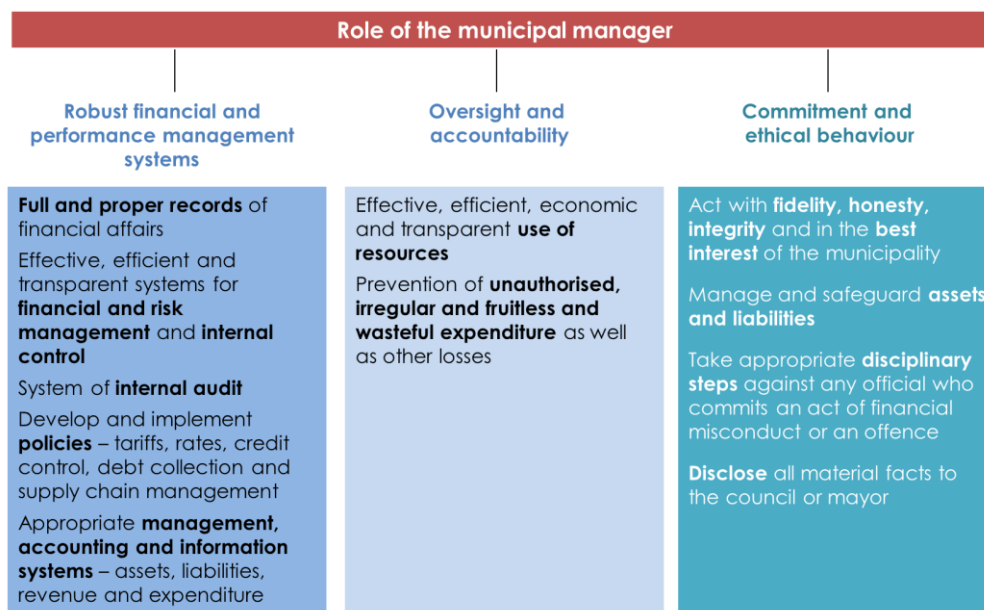 Role of the municipal manager
Robust financial and
performance management
systems
Full and proper records of
financial affairs
Effective, efficient and
transparent systems for
financial and risk
management and internal
control
System of internal audit
Develop and implement
policies – tariffs, rates, credit
control, debt collection and
supply chain management
Appropriate management,
accounting and information
systems – assets, liabilities,
revenue and expenditure
Oversight and
accountability
Effective, efficient, economic
and transparent use of
resources
Prevention of unauthorised,
irregular and fruitless and
wasteful expenditure as well
as other losses
Commitment and
ethical behaviour
Act with fidelity, honesty,
integrity and in the best
interest of the municipality
Manage and safeguard assets
and liabilities
Take appropriate disciplinary
steps against any official who
commits an act of financial
misconduct or an offence
Disclose all material facts to
the council or mayor